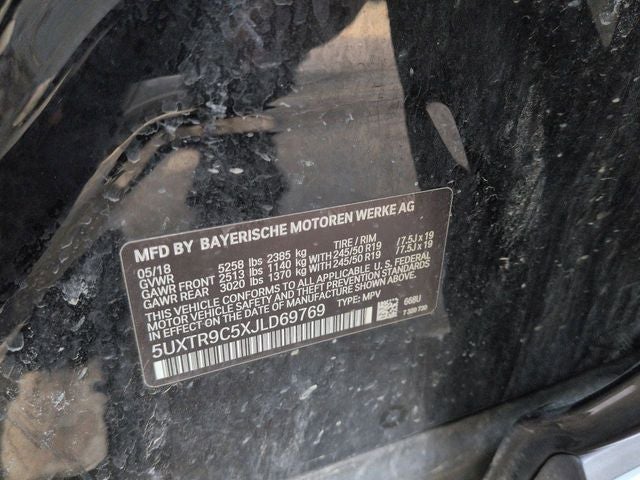 MFD BY BAYERISCHE MOTOREN WERKE AG
05/18 TIRE / RIM
GVWR 5258 lbs 2385 kg
GAWR FRONT 2513 lbs 1140 kg 245/50 R19 /7.5J x 19
GAWR REAR 3020 lbs 1370 kg 245/50 R19 /7.5J x 19
THIS VEHICLE CONFORMS TO ALL APPLICABLE U. S. FEDERAL
MOTOR VEHICLE SAFETY AND THEFT PREVENTION STANDARDS
IN EFFECT ON THE DATE OF MANUFACTURE SHOWN ABOVE.
5UXTR9C5XJLD69769 TYPE: MPV
668U